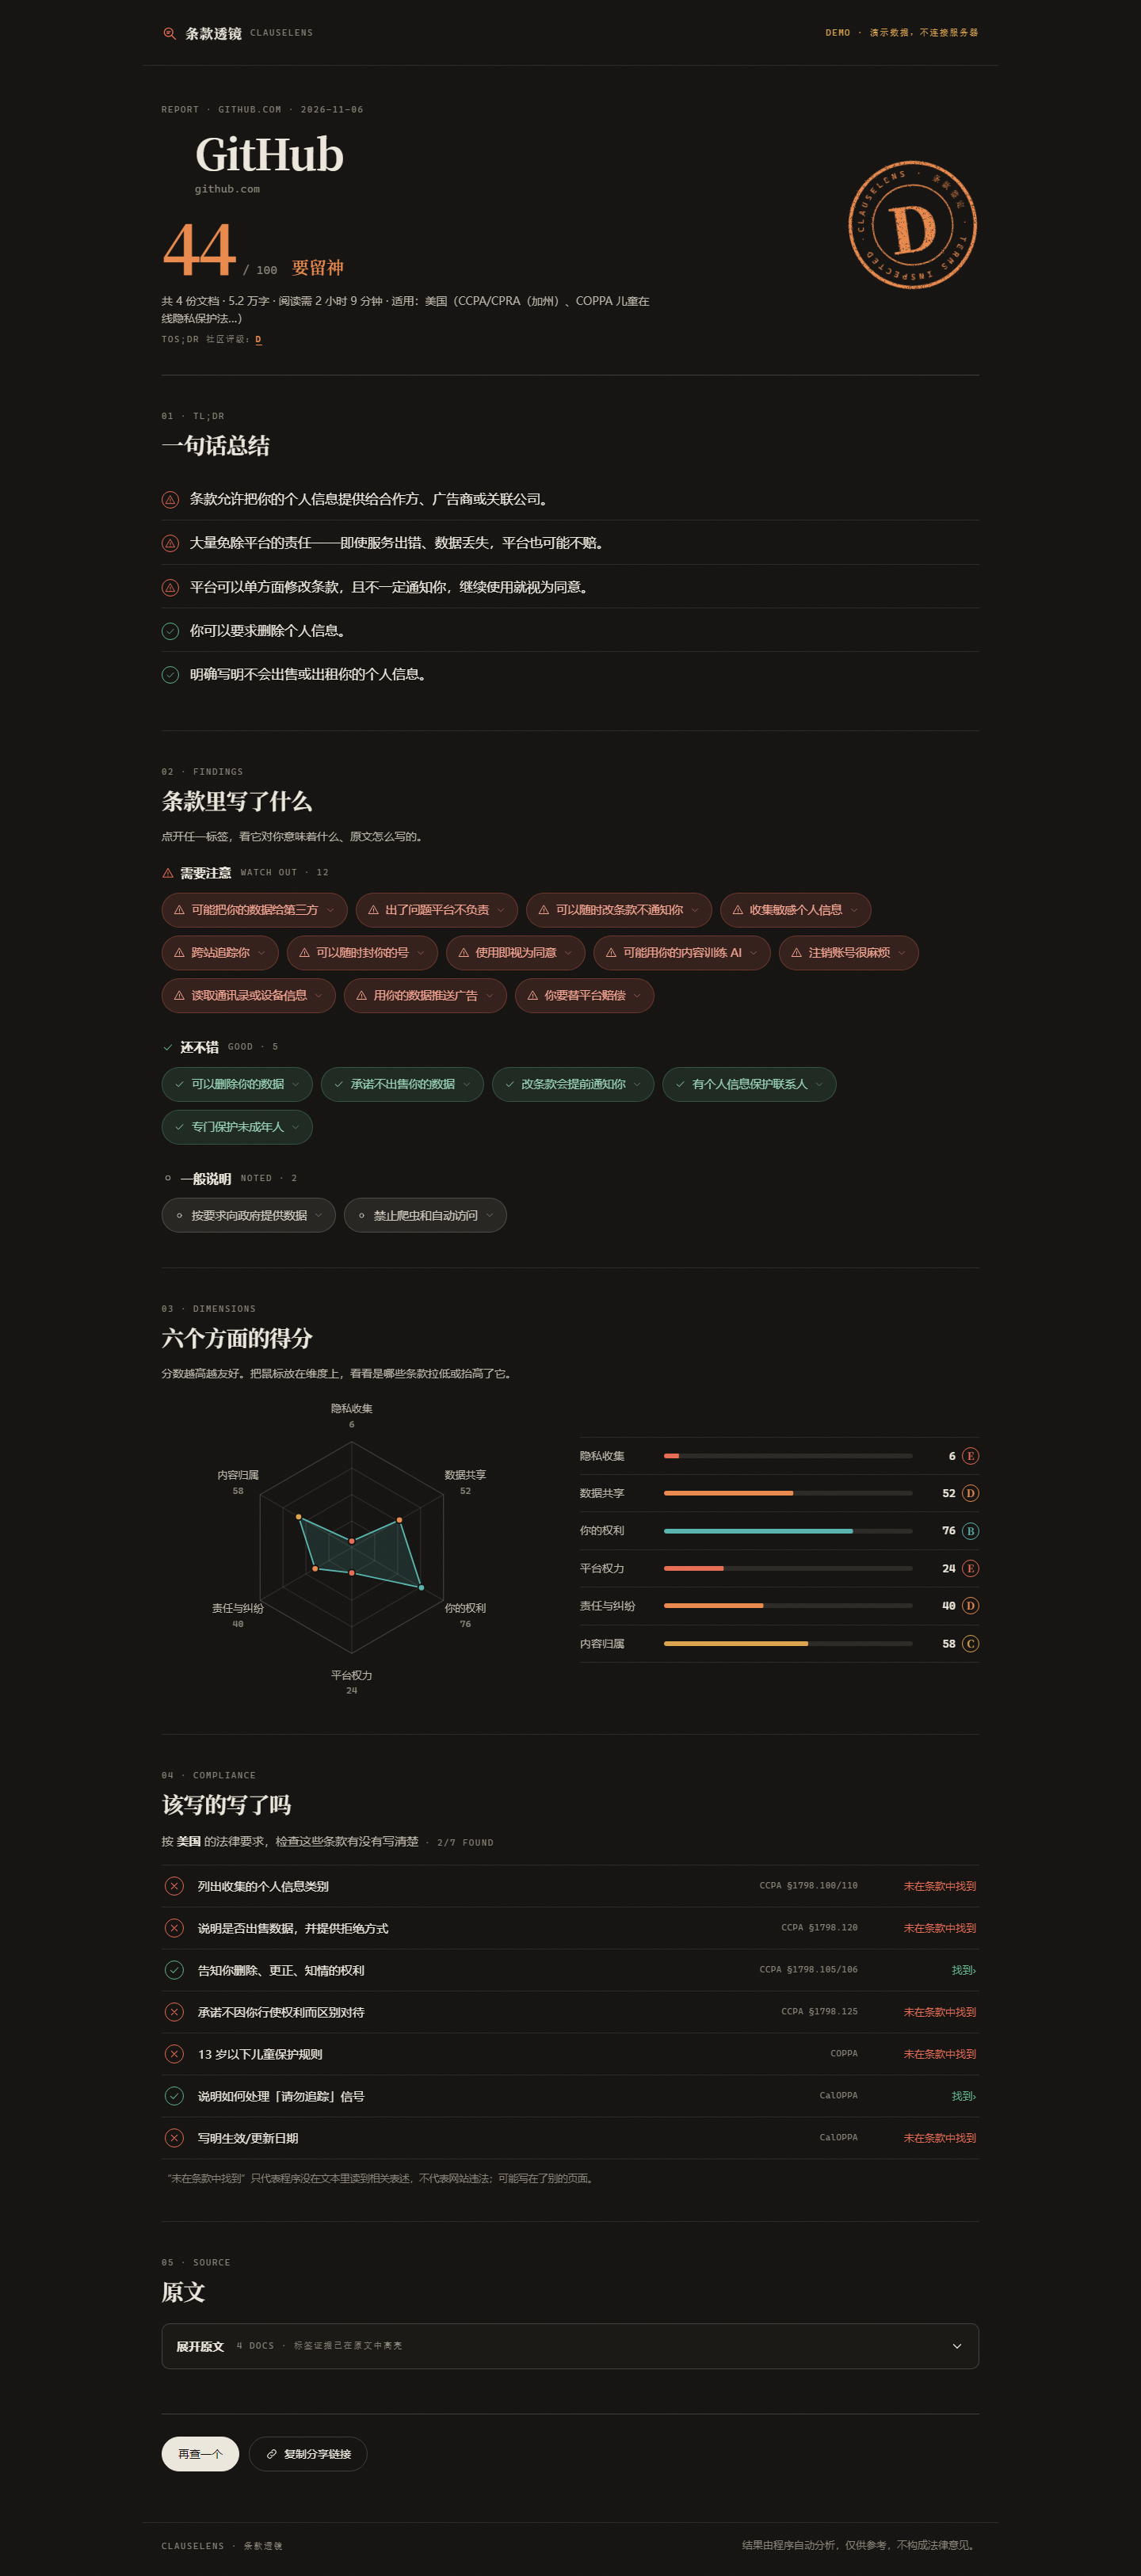 条款透镜 CLAUSELENS
DEMO · 演示数据，不连接服务器
REPORT · GITHUB.COM · 2026-11-06
GitHub
github.com
44 / 100 要留神
共 4 份文档 · 5.2 万字 · 阅读需 2 小时 9 分钟 · 适用：美国（CCPA/CPRA（加州）、COPPA 儿童在
线隐私保护法…）
TOS;DR 社区评级：D
CLAUSELENS · 条款鉴定 · TERMS INSPECTED ·
D
01 · TL;DR
一句话总结
条款允许把你的个人信息提供给合作方、广告商或关联公司。
大量免除平台的责任——即使服务出错、数据丢失，平台也可能不赔。
平台可以单方面修改条款，且不一定通知你，继续使用就视为同意。
你可以要求删除个人信息。
明确写明不会出售或出租你的个人信息。
02 · FINDINGS
条款里写了什么
点开任一标签，看它对你意味着什么、原文怎么写的。
需要注意 WATCH OUT · 12
可能把你的数据给第三方 出了问题平台不负责 可以随时改条款不通知你 收集敏感个人信息
跨站追踪你 可以随时封你的号 使用即视为同意 可能用你的内容训练 AI 注销账号很麻烦
读取通讯录或设备信息 用你的数据推送广告 你要替平台赔偿
还不错 GOOD · 5
可以删除你的数据 承诺不出售你的数据 改条款会提前通知你 有个人信息保护联系人
专门保护未成年人
一般说明 NOTED · 2
按要求向政府提供数据 禁止爬虫和自动访问
03 · DIMENSIONS
六个方面的得分
分数越高越友好。把鼠标放在维度上，看看是哪些条款拉低或抬高了它。
隐私收集
6
内容归属
58
数据共享
52
责任与纠纷
40
你的权利
76
平台权力
24
隐私收集 6 E
数据共享 52 D
你的权利 76 B
平台权力 24 E
责任与纠纷 40 D
内容归属 58 C
04 · COMPLIANCE
该写的写了吗
按 美国 的法律要求，检查这些条款有没有写清楚 · 2/7 FOUND
列出收集的个人信息类别 CCPA §1798.100/110 未在条款中找到
说明是否出售数据，并提供拒绝方式 CCPA §1798.120 未在条款中找到
告知你删除、更正、知情的权利 CCPA §1798.105/106 找到›
承诺不因你行使权利而区别对待 CCPA §1798.125 未在条款中找到
13 岁以下儿童保护规则 COPPA 未在条款中找到
说明如何处理「请勿追踪」信号 CalOPPA 找到›
写明生效/更新日期 CalOPPA 未在条款中找到
“未在条款中找到”只代表程序没在文本里读到相关表述，不代表网站违法；可能写在了别的页面。
05 · SOURCE
原文
展开原文 4 DOCS · 标签证据已在原文中高亮
再查一个 复制分享链接
CLAUSELENS · 条款透镜
结果由程序自动分析，仅供参考，不构成法律意见。